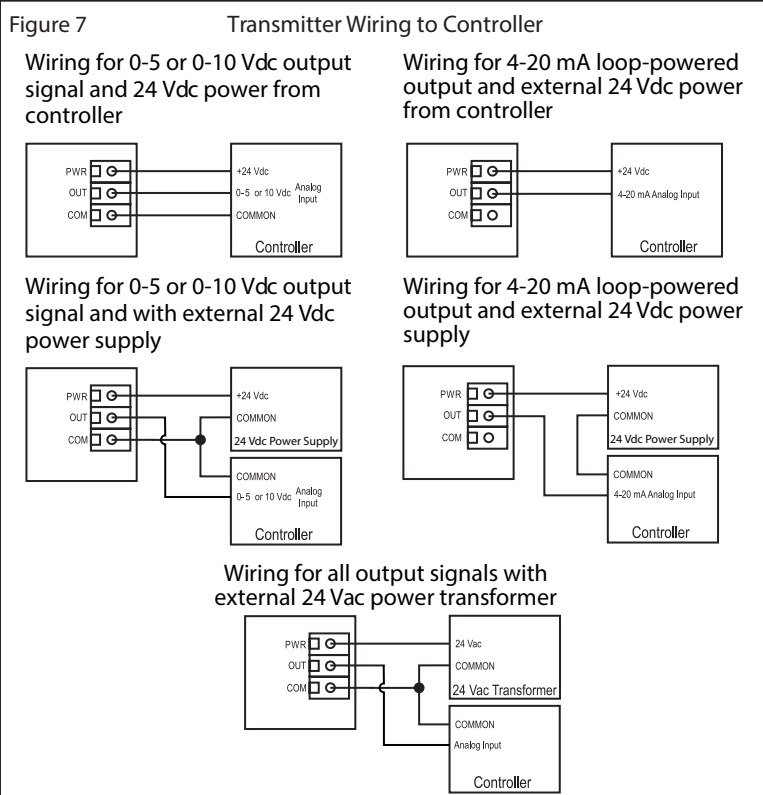 Figure 7 Transmitter Wiring to Controller
Wiring for 0-5 or 0-10 Vdc output
signal and 24 Vdc power from
controller
PWR
OUT
COM
+24 Vdc
0-5 or 10 Vdc Analog
Input
COMMON
Controller
Wiring for 4-20 mA loop-powered
output and external 24 Vdc power
from controller
PWR
OUT
COM
+24 Vdc
4-20 mA Analog Input
Controller
Wiring for 0-5 or 0-10 Vdc output
signal and with external 24 Vdc
power supply
PWR
OUT
COM
+24 Vdc
COMMON
24 Vdc Power Supply
COMMON
0-5 or 10 Vdc Analog
Input
Controller
Wiring for 4-20 mA loop-powered
output and external 24 Vdc power
supply
PWR
OUT
COM
+24 Vdc
COMMON
24 Vdc Power Supply
COMMON
4-20 mA Analog Input
Controller
Wiring for all output signals with
external 24 Vac power transformer
PWR
OUT
COM
24 Vac
COMMON
24 Vac Transformer
COMMON
Analog Input
Controller